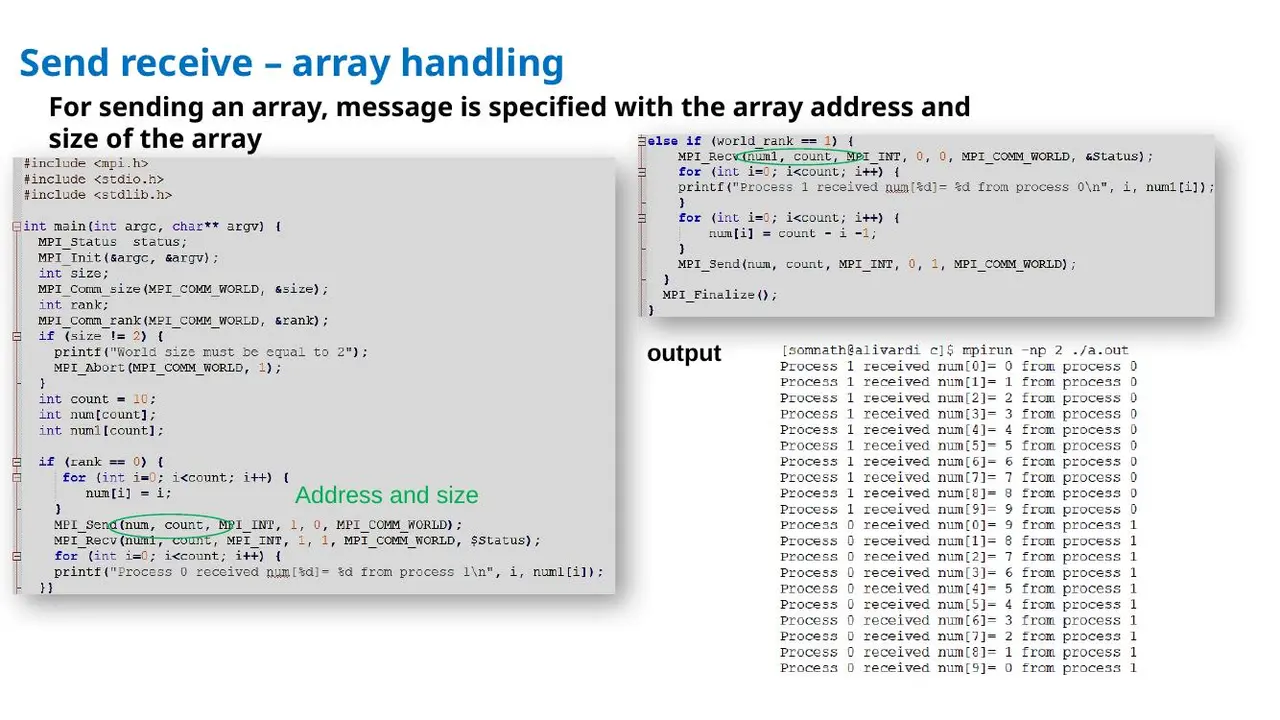 Send receive – array handling
For sending an array, message is specified with the array address and
size of the array
#include <mpi.h>
#include <stdio.h>
#include <stdlib.h>
int main(int argc, char** argv) {
MPI_Status status;
MPI_Init(&argc, &argv);
int size;
MPI_Comm_size(MPI_COMM_WORLD, &size);
int rank;
MPI_Comm_rank(MPI_COMM_WORLD, &rank);
if (size != 2) {
printf("World size must be equal to 2");
MPI_Abort(MPI_COMM_WORLD, 1);
}
int count = 10;
int num[count];
int num1[count];
if (rank == 0) {
for (int i=0; i<count; i++) {
num[i] = i;
}
Address and size
MPI_Send(num, count, MPI_INT, 1, 0, MPI_COMM_WORLD);
MPI_Recv(num1, count, MPI_INT, 1, 1, MPI_COMM_WORLD, $Status);
for (int i=0; i<count; i++) {
printf("Process 0 received num[%d]= %d from process 1\n", i, num1[i]);
}}
else if (world_rank == 1) {
MPI_Recv(num1, count, MPI_INT, 0, 0, MPI_COMM_WORLD, &Status);
for (int i=0; i<count; i++) {
printf("Process 1 received num[%d]= %d from process 0\n", i, num1[i]);
}
for (int i=0; i<count; i++) {
num[i] = count - i -1;
}
MPI_Send(num, count, MPI_INT, 0, 1, MPI_COMM_WORLD);
}
MPI_Finalize();
}
output
[somnath@alivardi c]$ mpirun -np 2 ./a.out
Process 1 received num[0]= 0 from process 0
Process 1 received num[1]= 1 from process 0
Process 1 received num[2]= 2 from process 0
Process 1 received num[3]= 3 from process 0
Process 1 received num[4]= 4 from process 0
Process 1 received num[5]= 5 from process 0
Process 1 received num[6]= 6 from process 0
Process 1 received num[7]= 7 from process 0
Process 1 received num[8]= 8 from process 0
Process 1 received num[9]= 9 from process 0
Process 0 received num[0]= 9 from process 1
Process 0 received num[1]= 8 from process 1
Process 0 received num[2]= 7 from process 1
Process 0 received num[3]= 6 from process 1
Process 0 received num[4]= 5 from process 1
Process 0 received num[5]= 4 from process 1
Process 0 received num[6]= 3 from process 1
Process 0 received num[7]= 2 from process 1
Process 0 received num[8]= 1 from process 1
Process 0 received num[9]= 0 from process 1